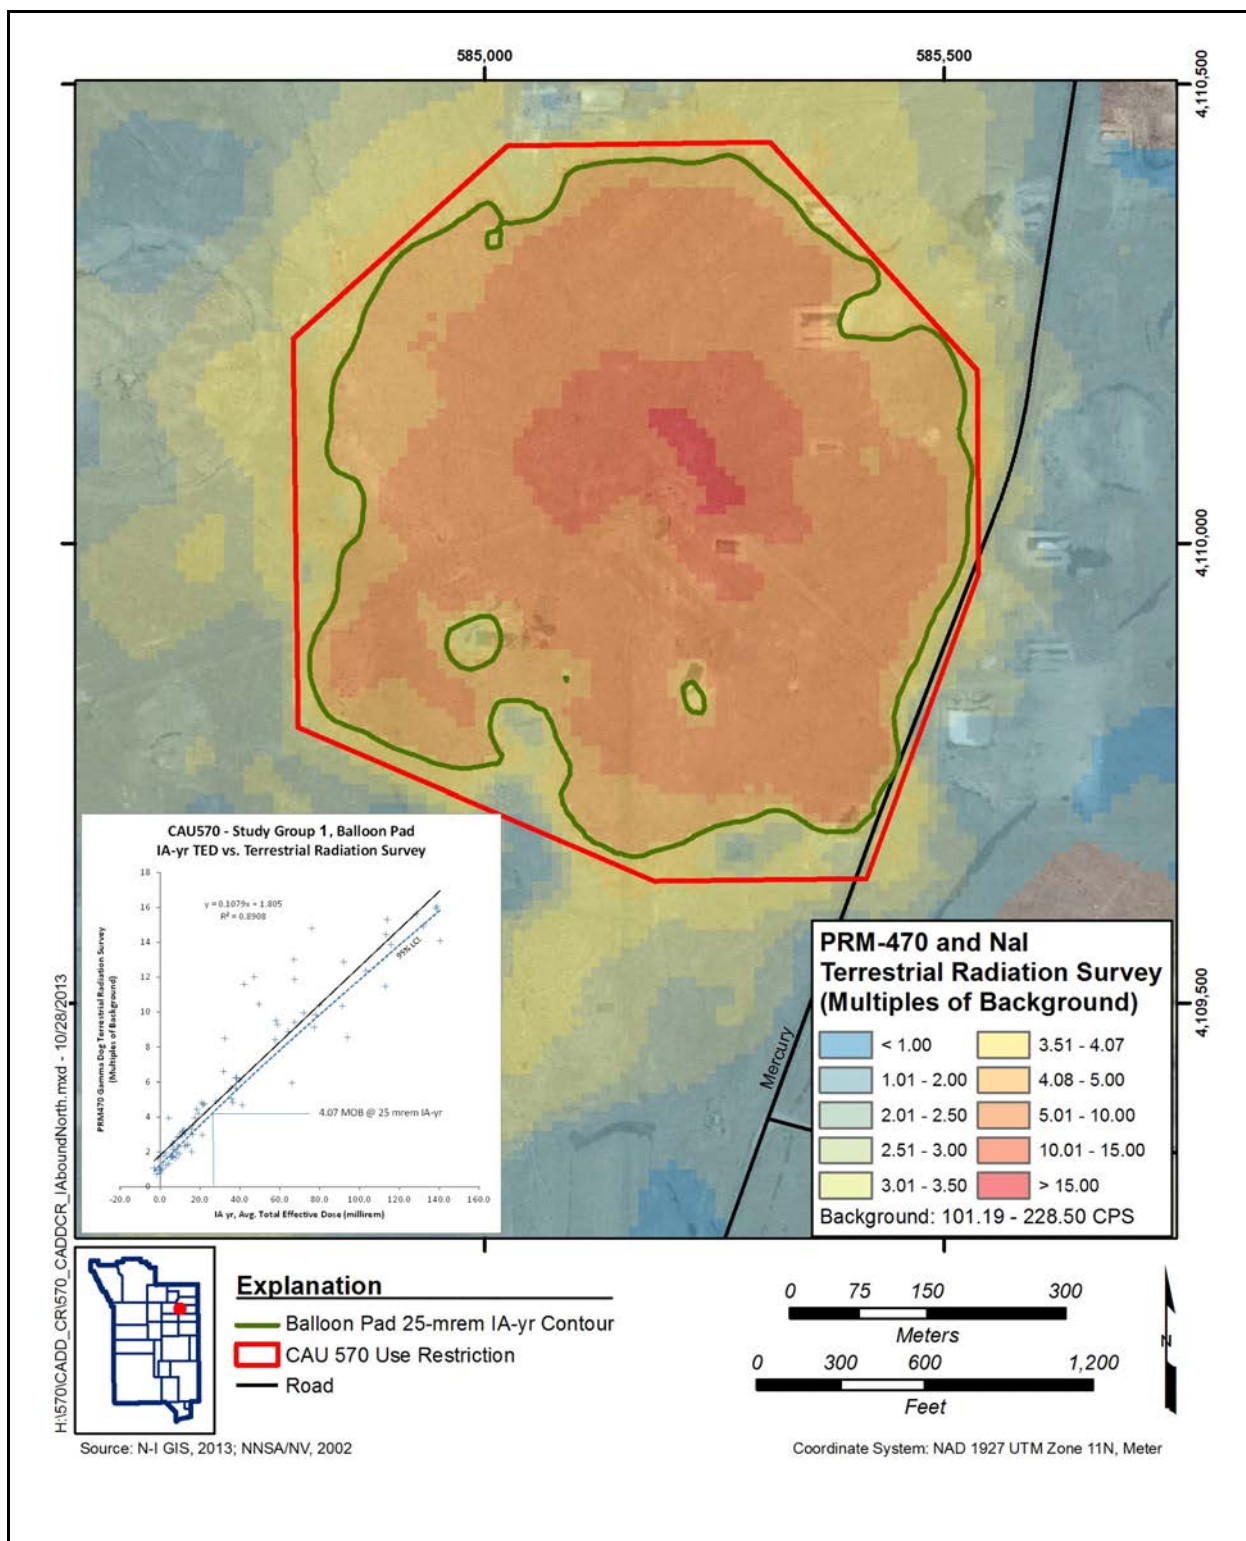 585,000
585,500
4,110,500
4,110,000
4,109,500
CAU570 - Study Group 1, Balloon Pad
IA-yr TED vs. Terrestrial Radiation Survey
PRM470 Gamma Dog Terrestrial Radiation Survey
(Multiples of Background)
18
16
14
12
10
8
6
4
2
0
y = 0.1079x + 1.805
R² = 0.8908
95% LCL
4.07 MOB @ 25 mrem IA-yr
-20.0 0.0 20.0 40.0 60.0 80.0 100.0 120.0 140.0 160.0
IA yr, Avg. Total Effective Dose (millirem)
Mercury
PRM-470 and NaI
Terrestrial Radiation Survey
(Multiples of Background)
< 1.00
1.01 - 2.00
2.01 - 2.50
2.51 - 3.00
3.01 - 3.50
3.51 - 4.07
4.08 - 5.00
5.01 - 10.00
10.01 - 15.00
> 15.00
Background: 101.19 - 228.50 CPS
H:\570\CADD_CR\570_CADDCR_IAboundNorth.mxd - 10/28/2013
Explanation
Balloon Pad 25-mrem IA-yr Contour
CAU 570 Use Restriction
Road
0 75 150 300
Meters
0 300 600 1,200
Feet
N
Source: N-I GIS, 2013; NNSA/NV, 2002
Coordinate System: NAD 1927 UTM Zone 11N, Meter